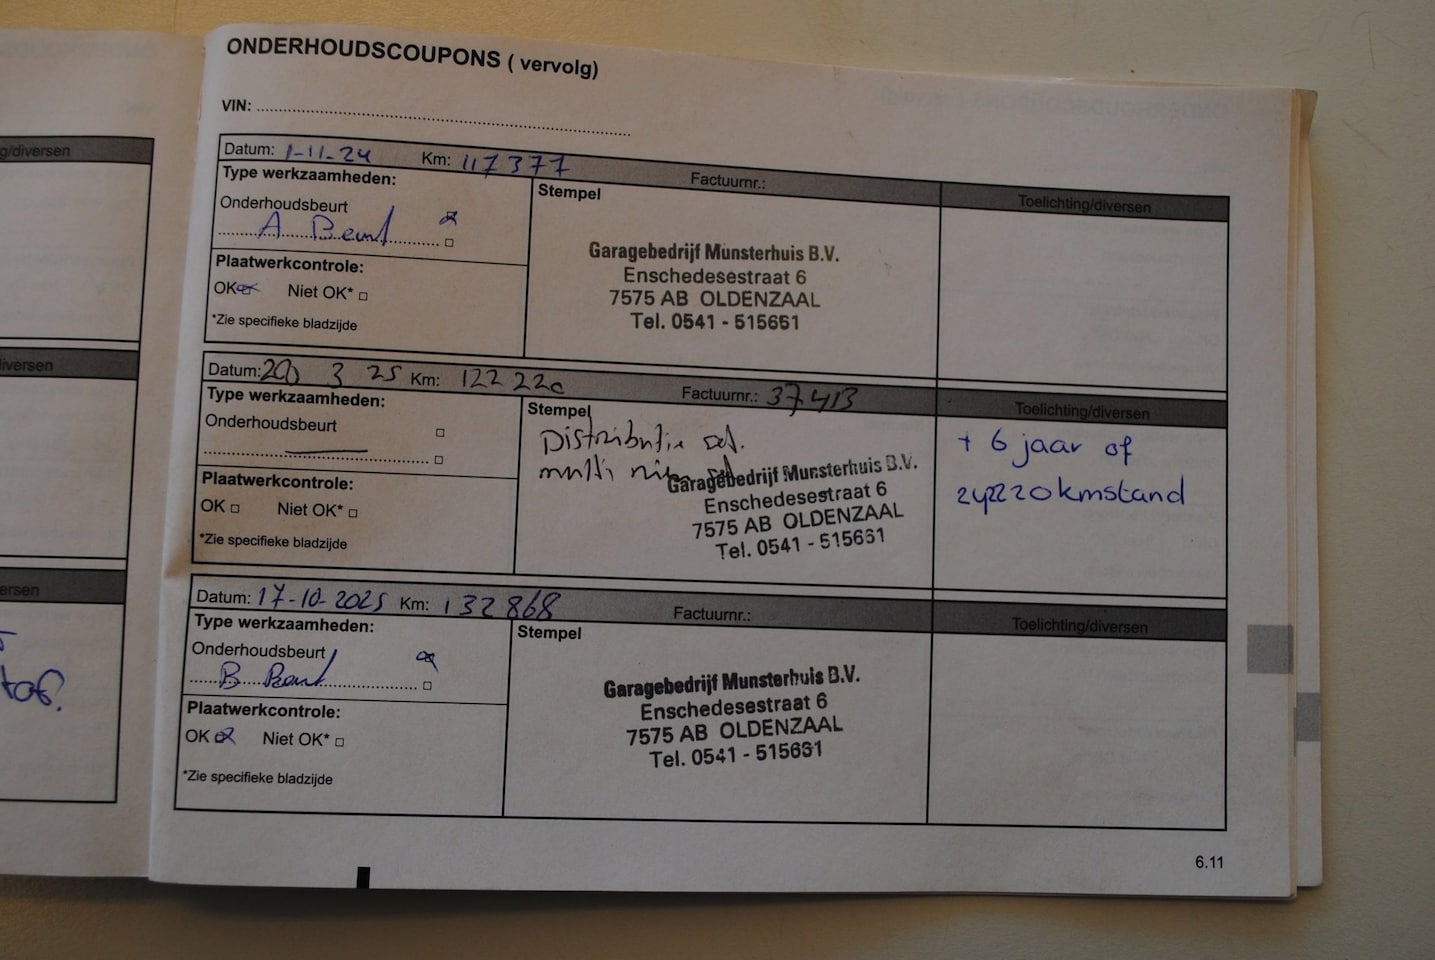 ONDERHOUDSCOUPONS ( vervolg)
VIN:
g/diversen
Datum: 1-11-24 Km: 117377 Factuurnr.:
Toelichting/diversen
Type werkzaamheden:
Stempel
Onderhoudsbeurt
A Beurt
Plaatwerkcontrole:
OK Niet OK*
*Zie specifieke bladzijde
Garagebedrijf Munsterhuis B.V.
Enschedesestraat 6
7575 AB OLDENZAAL
Tel. 0541 - 515661
iversen
Datum: 20 3 25 Km: 122 220 Factuurnr.: 37413
Toelichting/diversen
Type werkzaamheden:
Stempel
Onderhoudsbeurt
Plaatwerkcontrole:
OK Niet OK*
*Zie specifieke bladzijde
Distributie set.
multi
Garagebedrijf Munsterhuis B.V.
Enschedesestraat 6
7575 AB OLDENZAAL
Tel. 0541 - 515661
+ 6 jaar of
kmstand
ersen
Datum: 17-10-2025 Km: 132868 Factuurnr.:
Toelichting/diversen
Type werkzaamheden:
Stempel
Onderhoudsbeurt
B Beurt
Plaatwerkcontrole:
OK Niet OK*
*Zie specifieke bladzijde
Garagebedrijf Munsterhuis B.V.
Enschedesestraat 6
7575 AB OLDENZAAL
Tel. 0541 - 515661
6.11